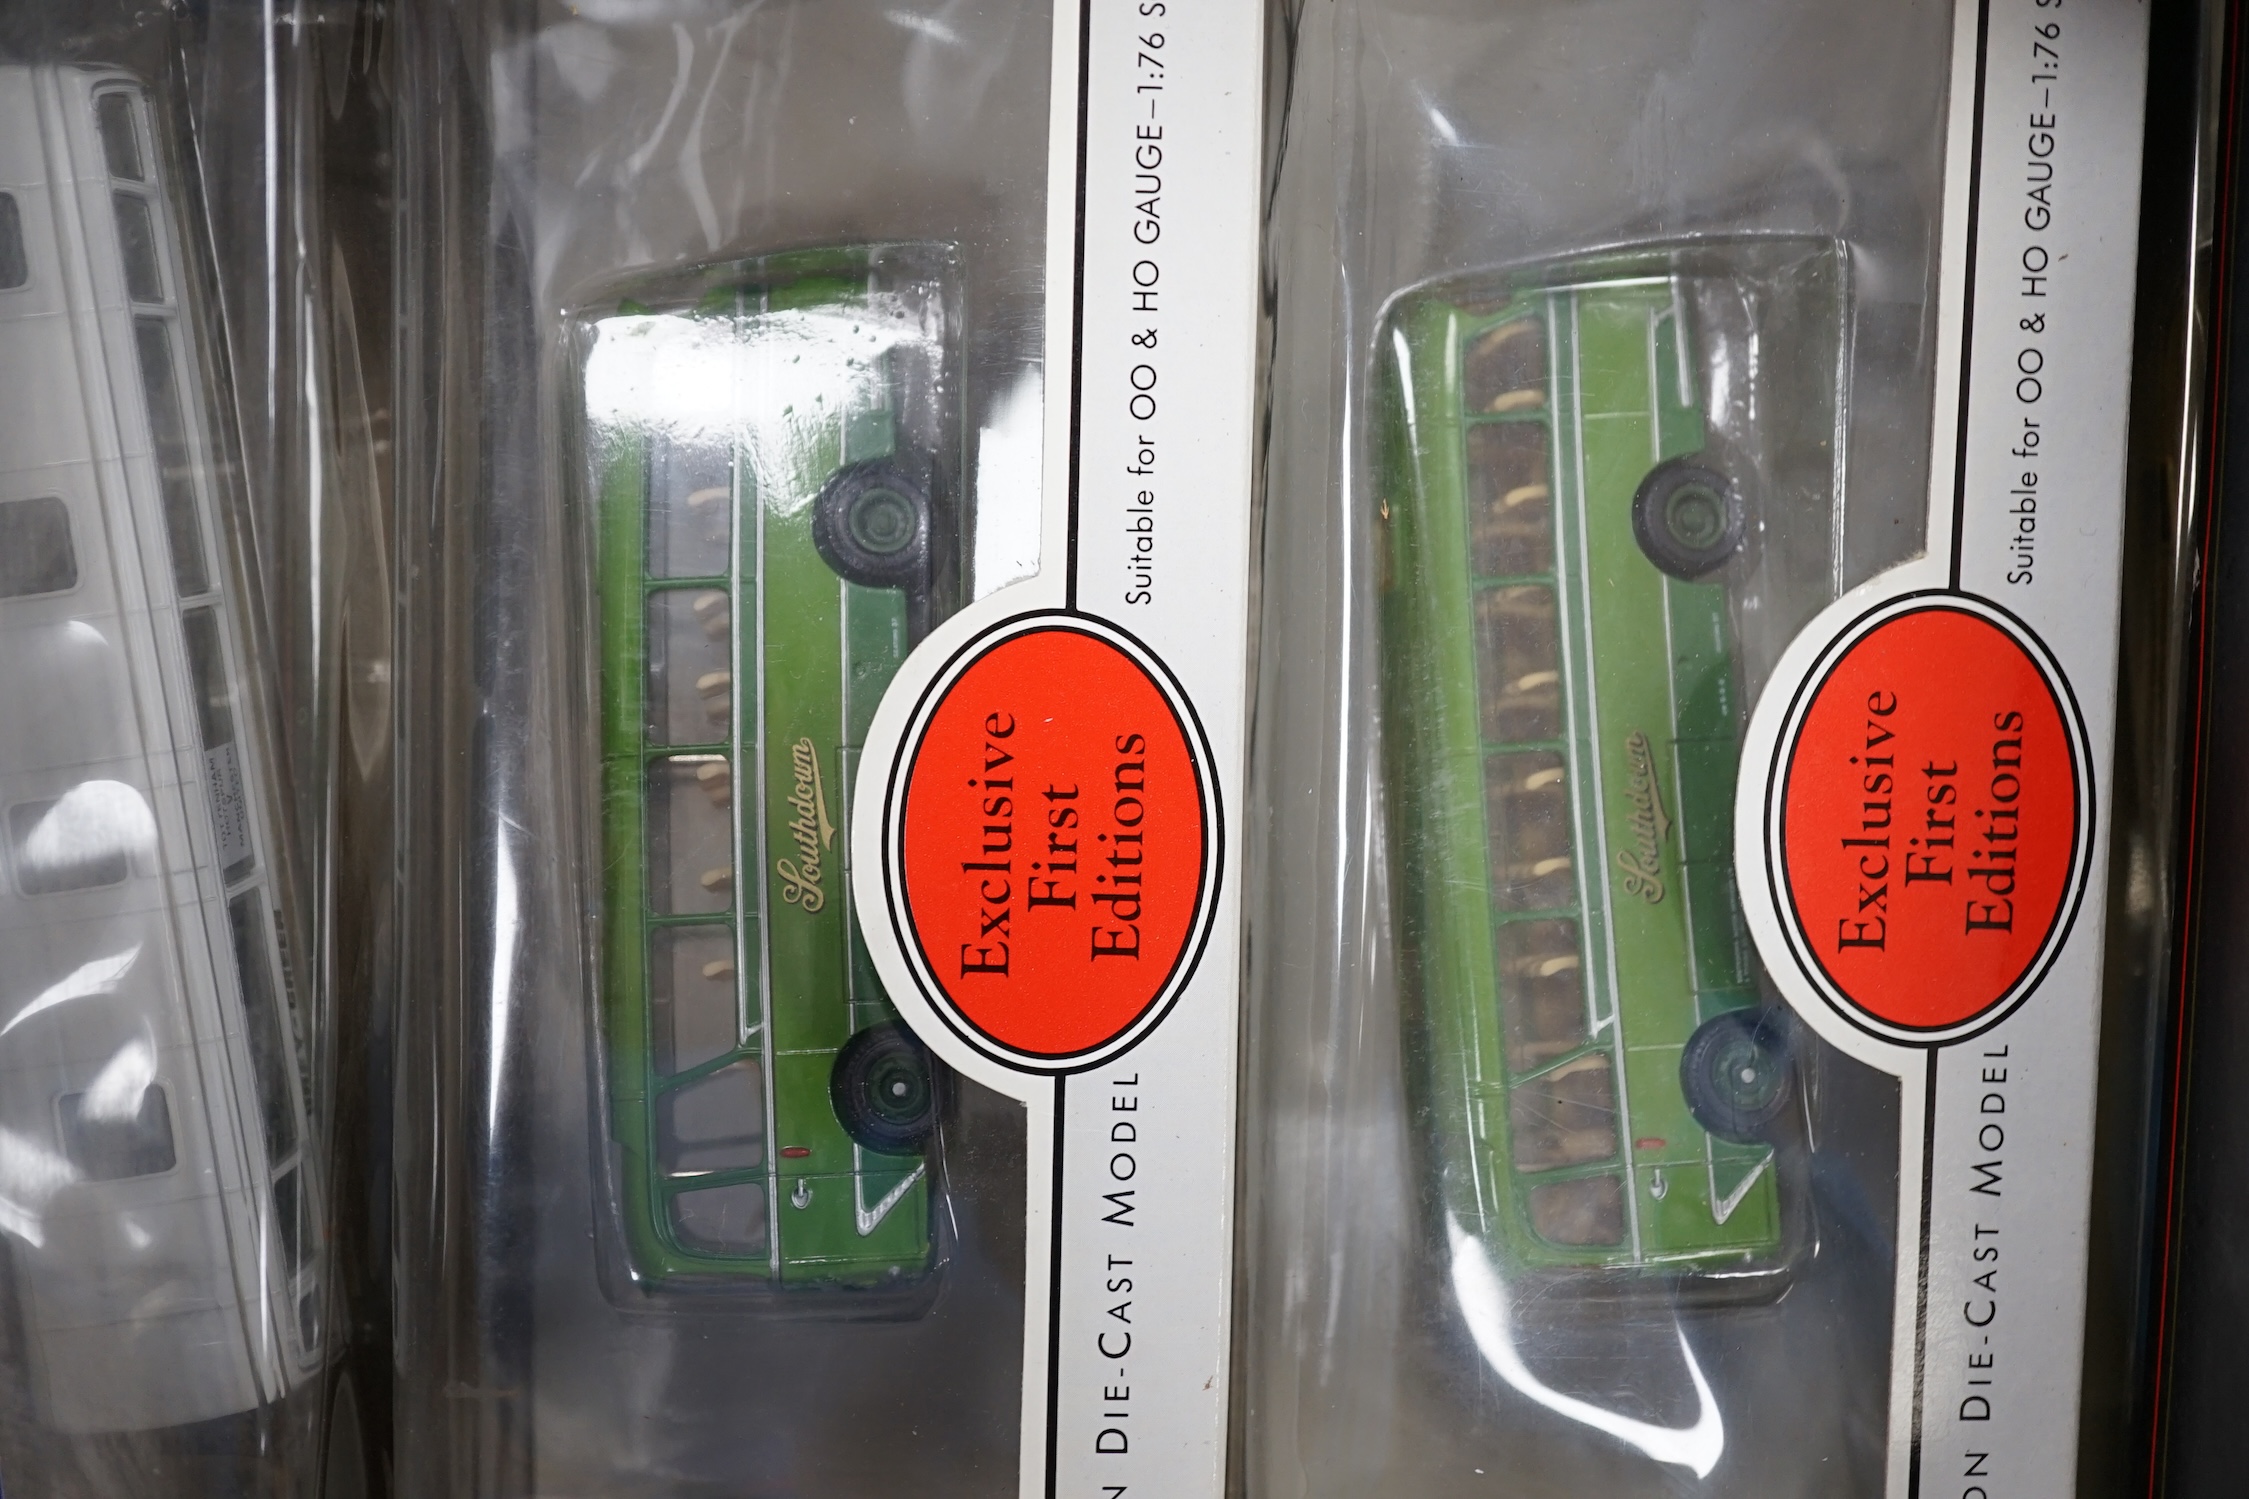 Southdown
Exclusive
First
Editions
Suitable for OO & HO GAUGE–1:76 S
N DIE-CAST MODEL
Southdown
Exclusive
First
Editions
Suitable for OO & HO GAUGE–1:76 S
ON DIE-CAST MODEL